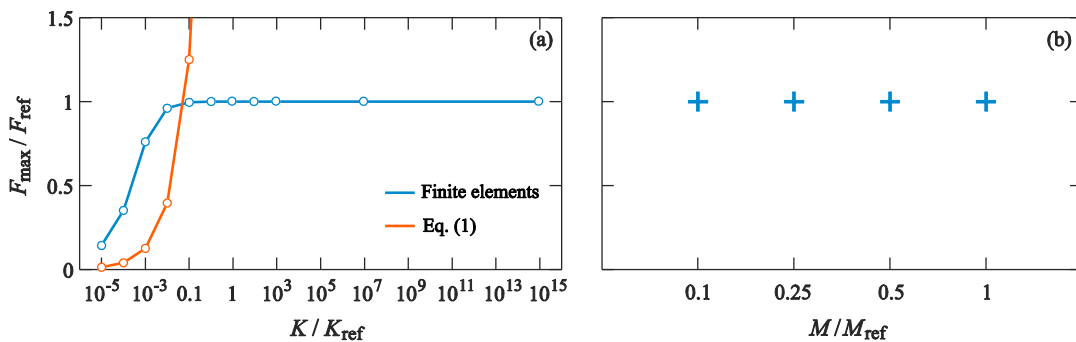 1.5
1
0.5
0
F_max / F_ref
(a)
Finite elements
Eq. (1)
10^-5 10^-3 0.1 1 10^3 10^5 10^7 10^9 10^11 10^13 10^15
K / K_ref
(b)
0.1 0.25 0.5 1
M / M_ref